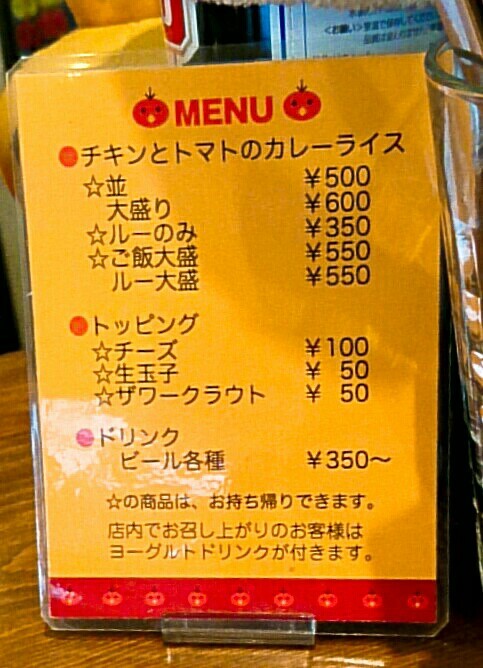 MENU
●チキンとトマトのカレーライス
☆並 ¥500
大盛り ¥600
☆ルーのみ ¥350
☆ご飯大盛 ¥550
ルー大盛 ¥550
●トッピング
☆チーズ ¥100
☆生玉子 ¥ 50
☆ザワークラウト ¥ 50
●ドリンク
ビール各種 ¥350〜
☆の商品は、お持ち帰りできます。
店内でお召し上がりのお客様は
ヨーグルトドリンクが付きます。